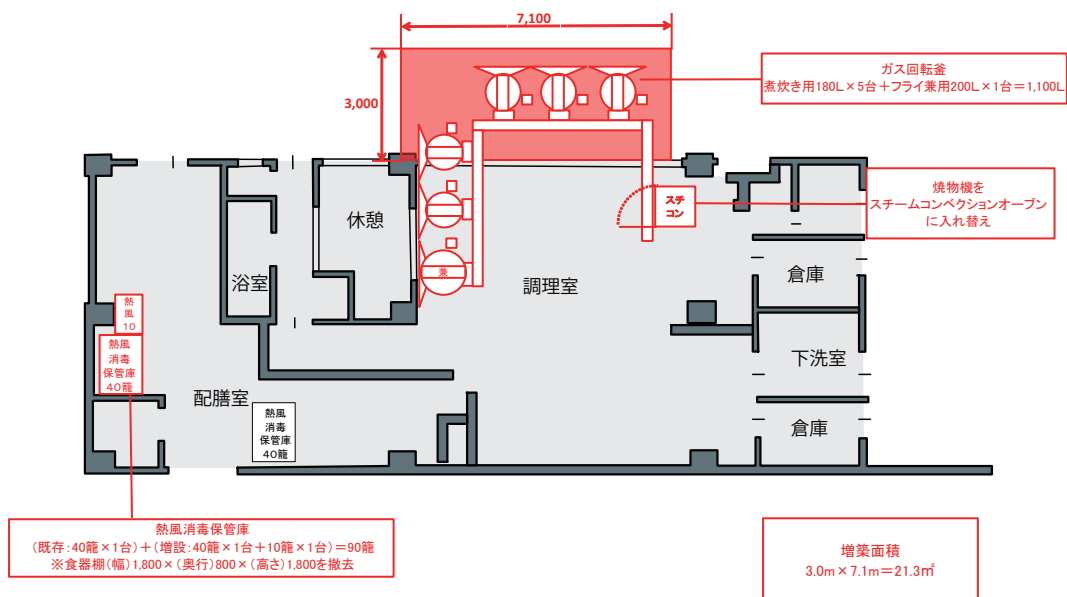 7,100
3,000
ガス回転釜
煮炊き用180L×5台＋フライ兼用200L×1台＝1,100L
焼物機を
スチームコンベクションオーブン
に入れ替え
スチ
コン
休憩
浴室
兼
調理室
倉庫
下洗室
倉庫
熱
風
10
熱風
消毒
保管庫
40籠
配膳室
熱風
消毒
保管庫
40籠
熱風消毒保管庫
（既存：40籠×1台）＋（増設：40籠×1台＋10籠×1台）＝90籠
※食器棚（幅）1,800×（奥行）800×（高さ）1,800を撤去
増築面積
3.0m×7.1m＝21.3㎡